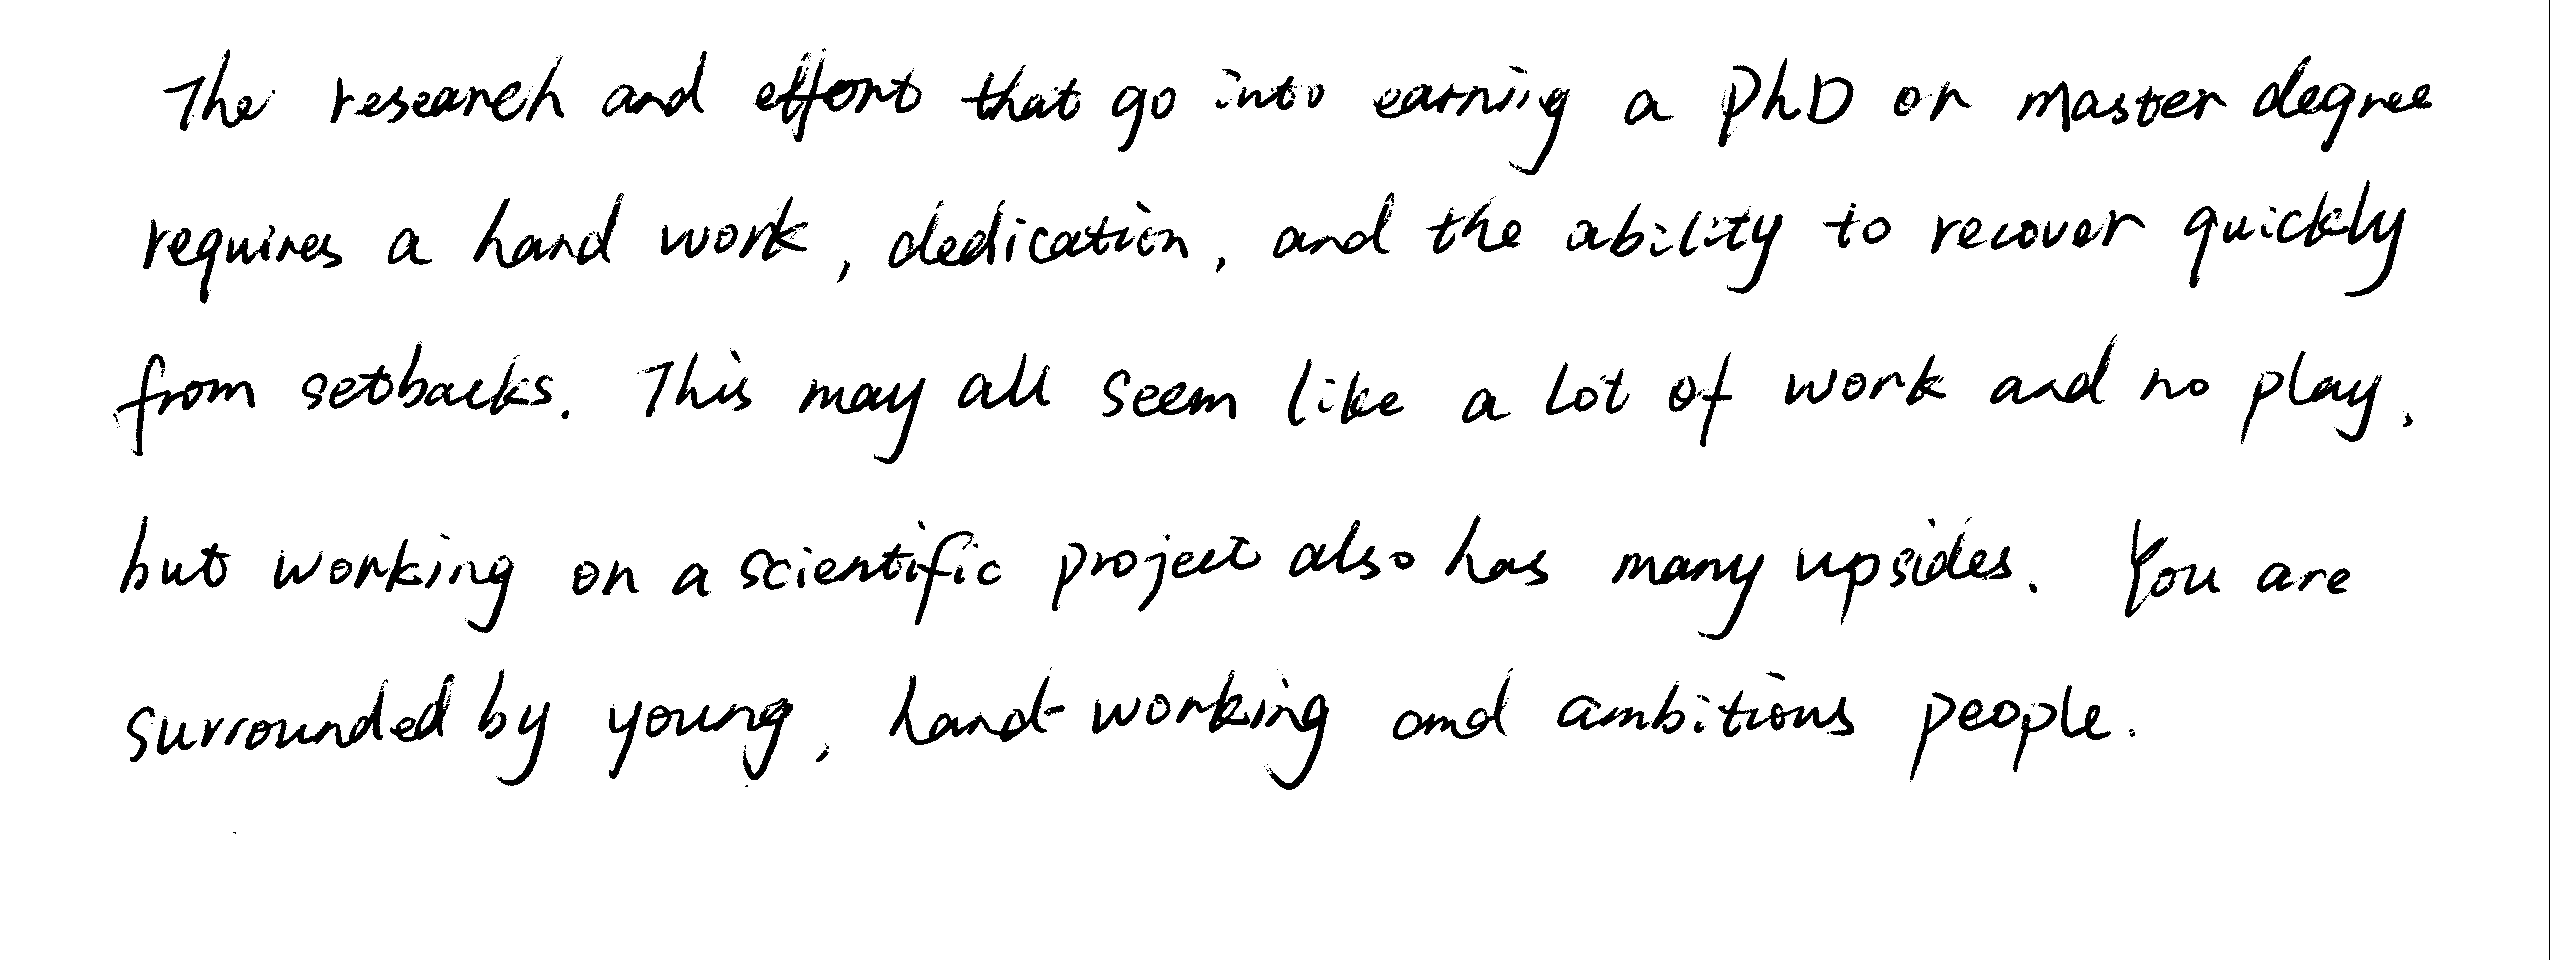 The research and effort that go into earning a PhD or master degree
requires a hard work, dedication, and the ability to recover quickly
from setbacks. This may all seem like a lot of work and no play,
but working on a scientific project also has many upsides. You are
surrounded by young, hard-working and ambitious people.